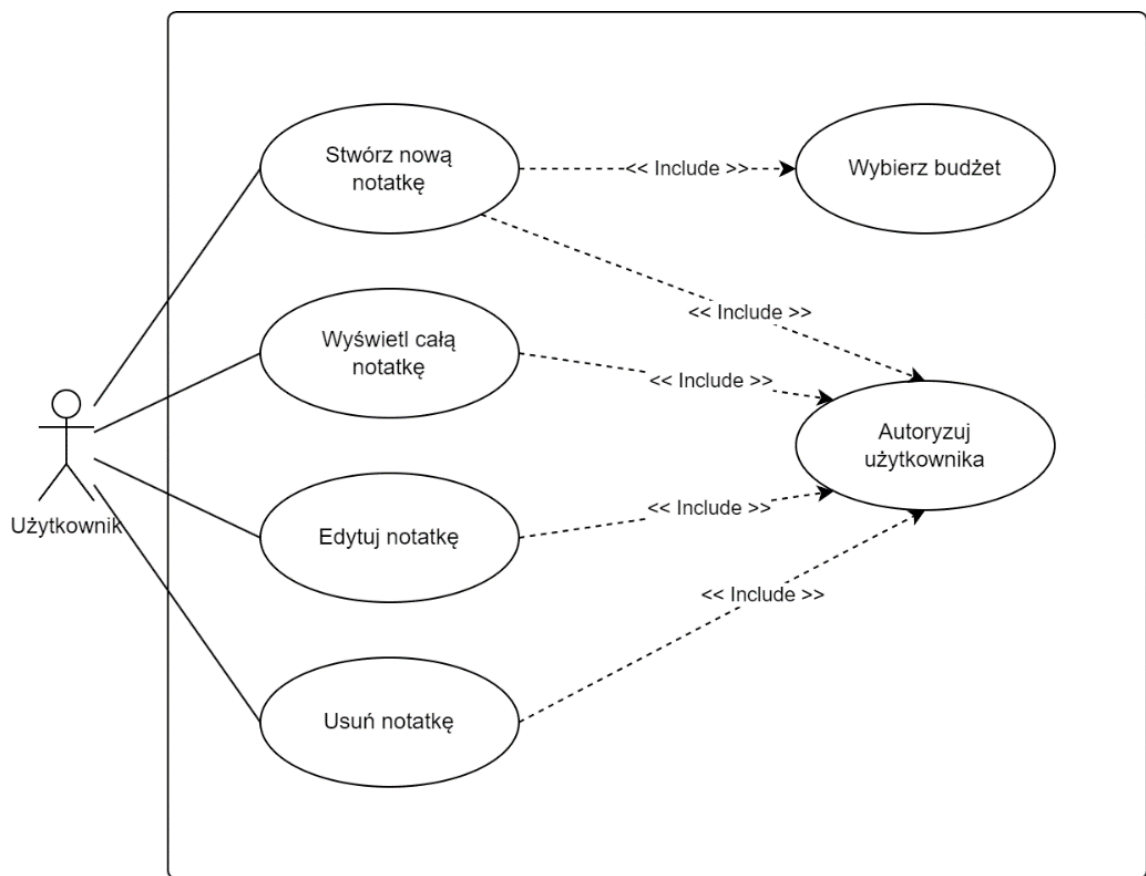 Stwórz nową
notatkę
<< Include >>
Wybierz budżet
<< Include >>
Wyświetl całą
notatkę
<< Include >>
Autoryzuj
użytkownika
Użytkownik
Edytuj notatkę
<< Include >>
<< Include >>
Usuń notatkę